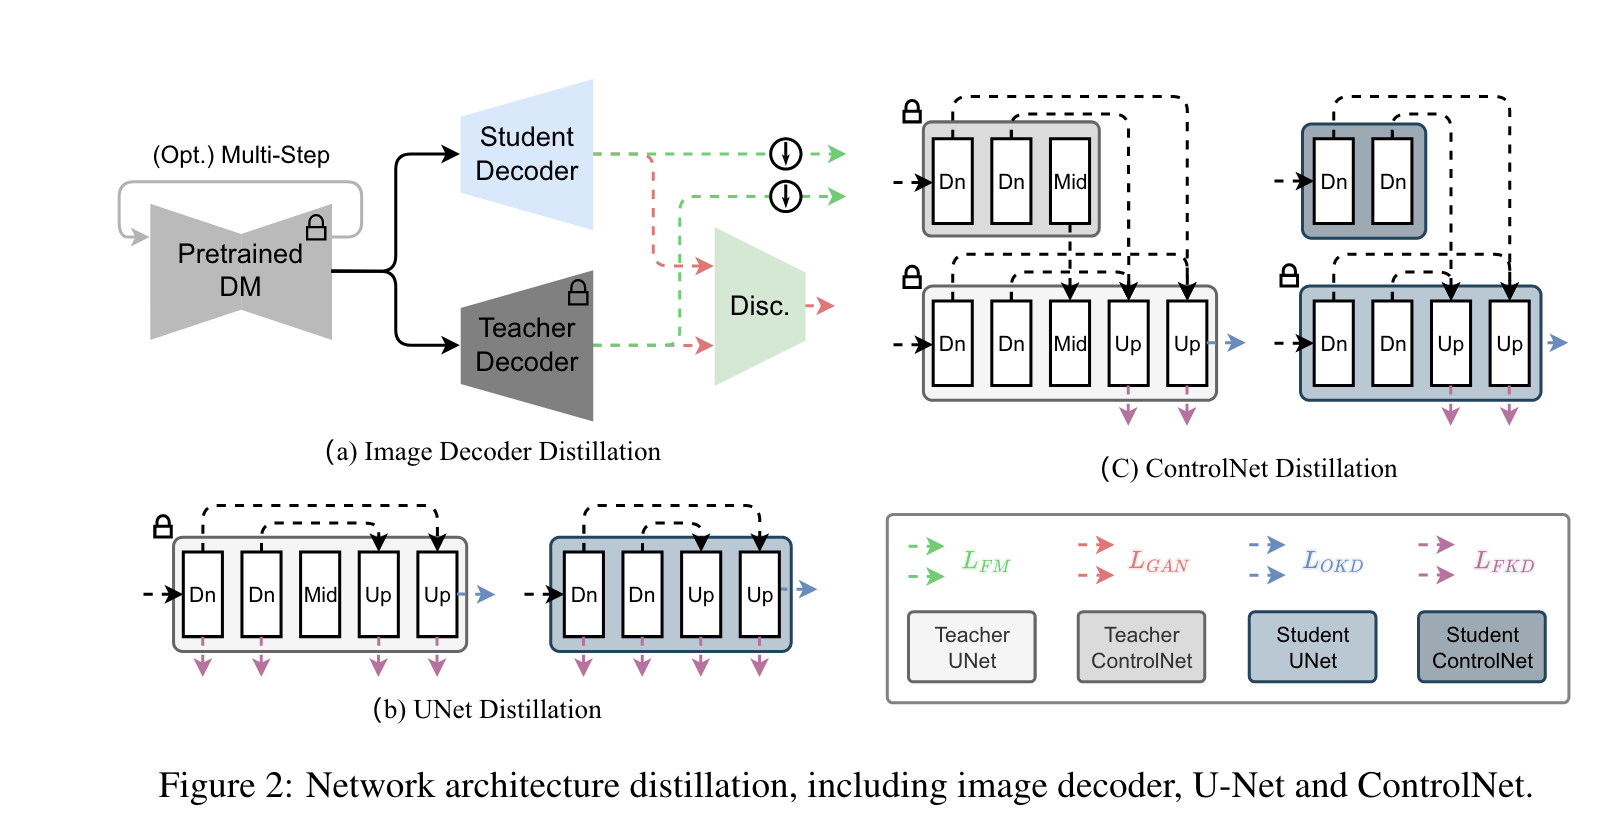 (Opt.) Multi-Step
Pretrained
DM
Student
Decoder
Teacher
Decoder
Disc.
(a) Image Decoder Distillation
Dn Dn Mid
Dn Dn Mid Up Up
Dn Dn
Dn Dn Up Up
(C) ControlNet Distillation
Dn Dn Mid Up Up
Dn Dn Up Up
(b) UNet Distillation
L_{FM} L_{GAN} L_{OKD} L_{FKD}
Teacher
UNet
Teacher
ControlNet
Student
UNet
Student
ControlNet
Figure 2: Network architecture distillation, including image decoder, U-Net and ControlNet.